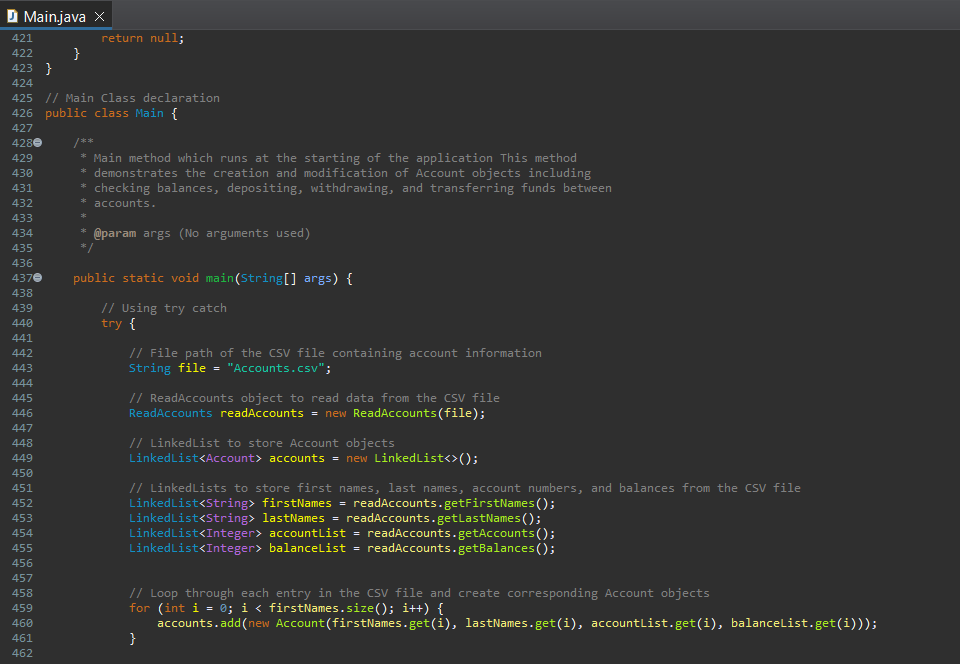 Main.java
421         return null;
422     }
423 }
424
425 // Main Class declaration
426 public class Main {
427
428     /**
429      * Main method which runs at the starting of the application This method
430      * demonstrates the creation and modification of Account objects including
431      * checking balances, depositing, withdrawing, and transferring funds between
432      * accounts.
433      *
434      * @param args (No arguments used)
435      */
436
437     public static void main(String[] args) {
438
439         // Using try catch
440         try {
441
442             // File path of the CSV file containing account information
443             String file = "Accounts.csv";
444
445             // ReadAccounts object to read data from the CSV file
446             ReadAccounts readAccounts = new ReadAccounts(file);
447
448             // LinkedList to store Account objects
449             LinkedList<Account> accounts = new LinkedList<>();
450
451             // LinkedLists to store first names, last names, account numbers, and balances from the CSV file
452             LinkedList<String> firstNames = readAccounts.getFirstNames();
453             LinkedList<String> lastNames = readAccounts.getLastNames();
454             LinkedList<Integer> accountList = readAccounts.getAccounts();
455             LinkedList<Integer> balanceList = readAccounts.getBalances();
456
457
458             // Loop through each entry in the CSV file and create corresponding Account objects
459             for (int i = 0; i < firstNames.size(); i++) {
460                 accounts.add(new Account(firstNames.get(i), lastNames.get(i), accountList.get(i), balanceList.get(i)));
461             }
462